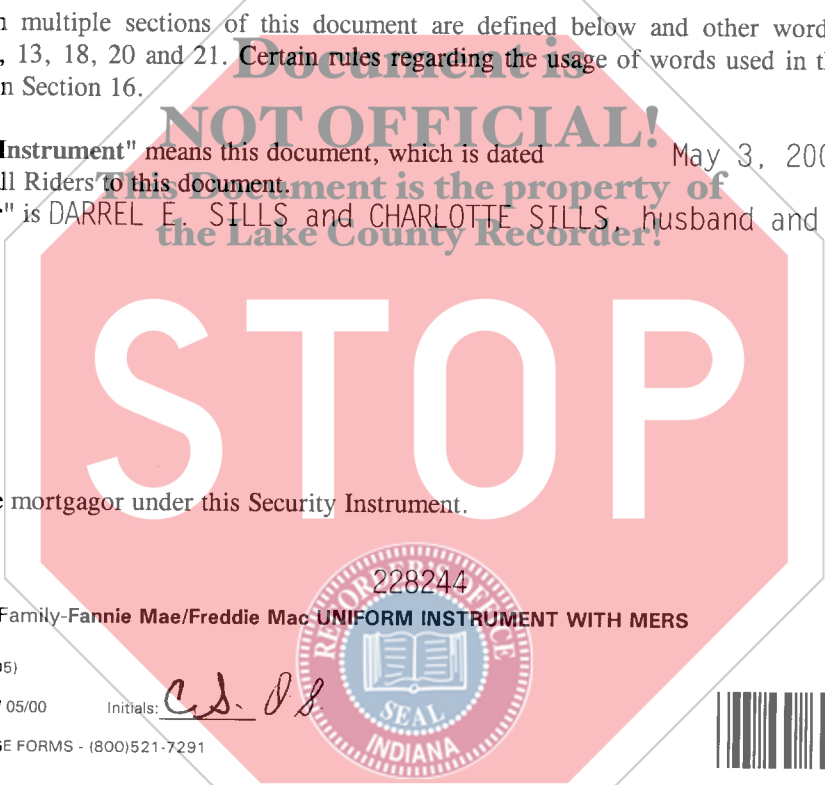 multiple sections of this document are defined below and other word
, 13, 18, 20 and 21. Certain rules regarding the usage of words used in t
n Section 16.
Document is
NOT OFFICIAL!
Instrument" means this document, which is dated May 3, 200
ll Riders to this document.
This Document is the property of
" is DARREL E. SILLS and CHARLOTTE SILLS, husband and
the Lake County Recorder!
STOP
e mortgagor under this Security Instrument.
228244
Family-Fannie Mae/Freddie Mac UNIFORM INSTRUMENT WITH MERS
05)
05/00 Initials: C.S. D S
SE FORMS - (800)521-7291
RECORDER'S OFFICE
SEAL
INDIANA